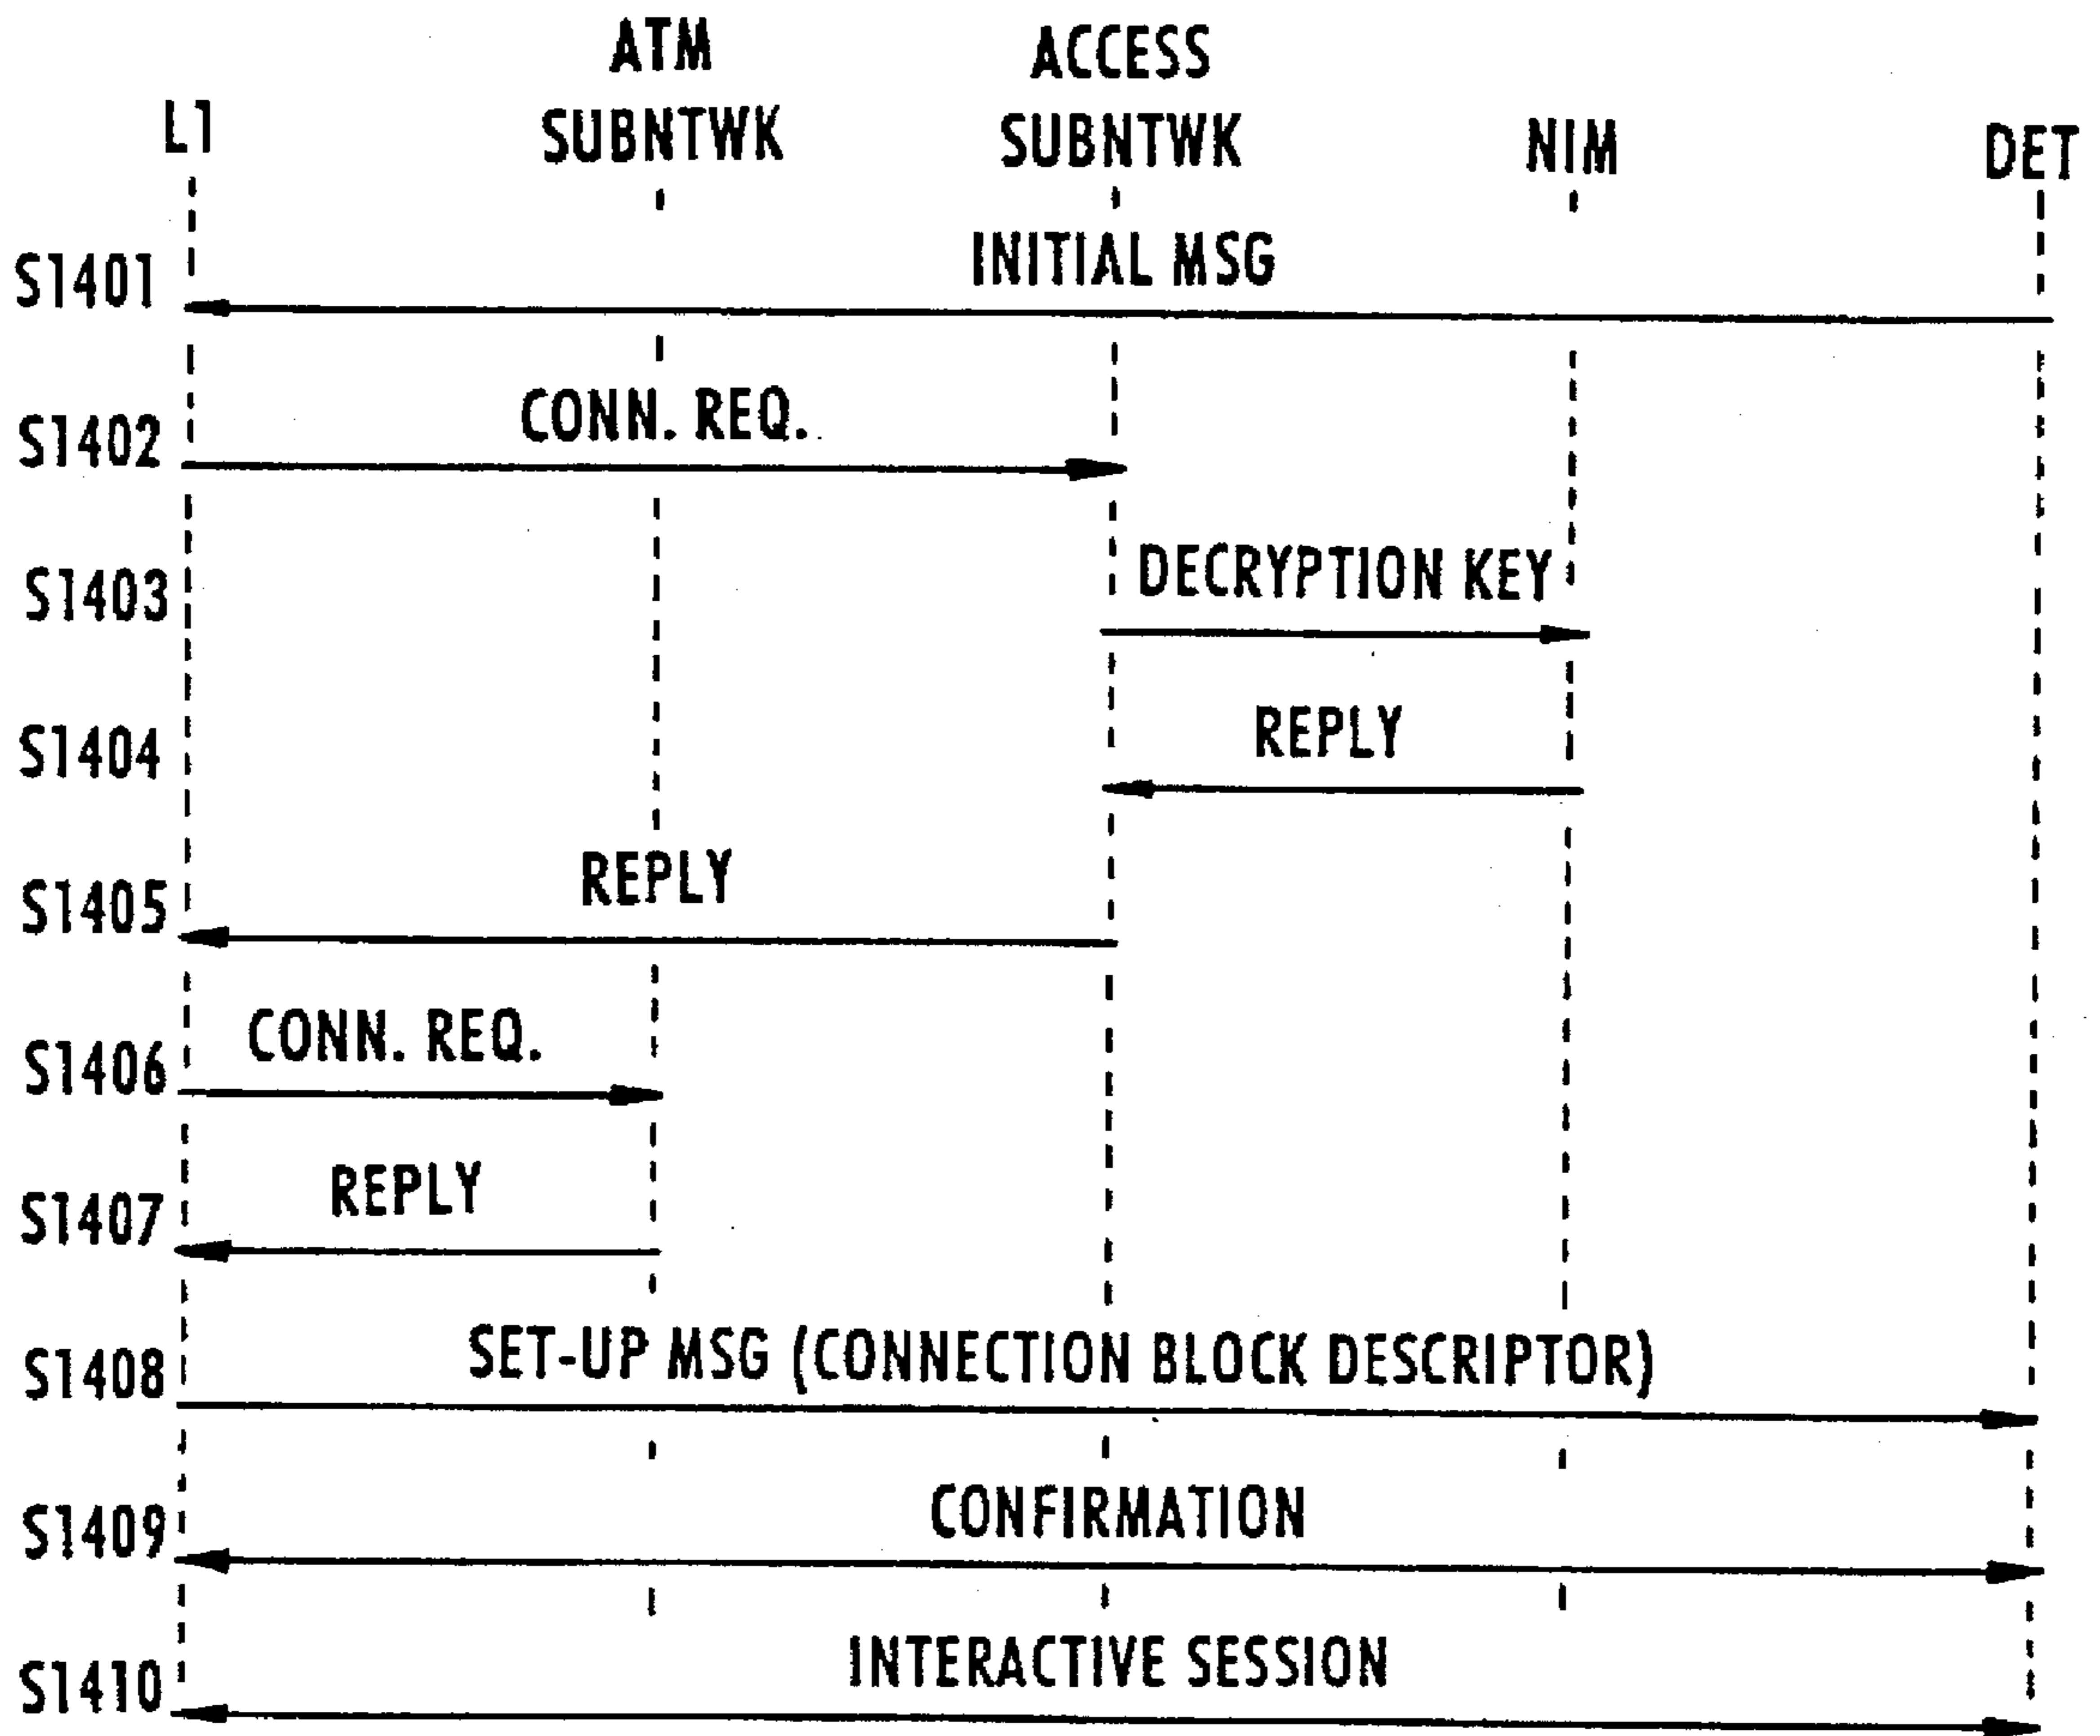 L1
ATM
SUBNTWK
ACCESS
SUBNTWK
NIM
DET
S1401
INITIAL MSG
S1402
CONN. REQ.
S1403
DECRYPTION KEY
S1404
REPLY
S1405
REPLY
S1406
CONN. REQ.
S1407
REPLY
S1408
SET-UP MSG (CONNECTION BLOCK DESCRIPTOR)
S1409
CONFIRMATION
S1410
INTERACTIVE SESSION